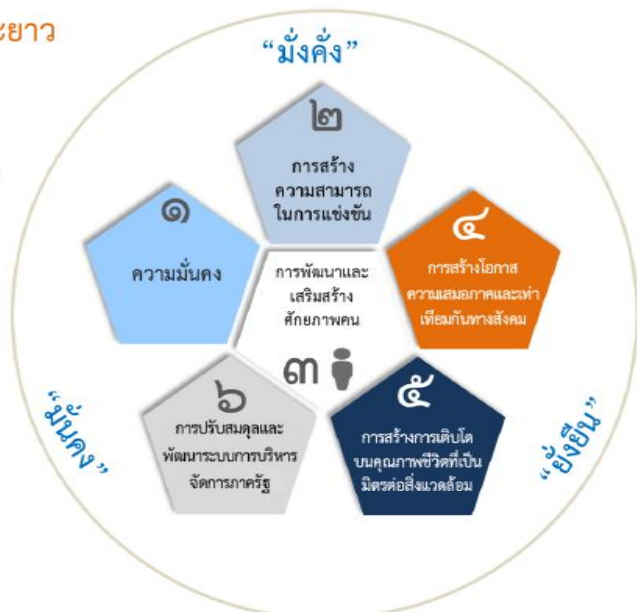 ะยาว
“มั่งคั่ง”
๒
การสร้าง
ความสามารถ
ในการแข่งขัน
๑
ความมั่นคง
๔
การสร้างโอกาส
ความเสมอภาคและเท่า
เทียมกันทางสังคม
การพัฒนาและ
เสริมสร้าง
ศักยภาพคน
๓
๖
การปรับสมดุลและ
พัฒนาระบบการบริหาร
จัดการภาครัฐ
๕
การสร้างการเติบโต
บนคุณภาพชีวิตที่เป็น
มิตรต่อสิ่งแวดล้อม
“มั่นคง”
“ยั่งยืน”